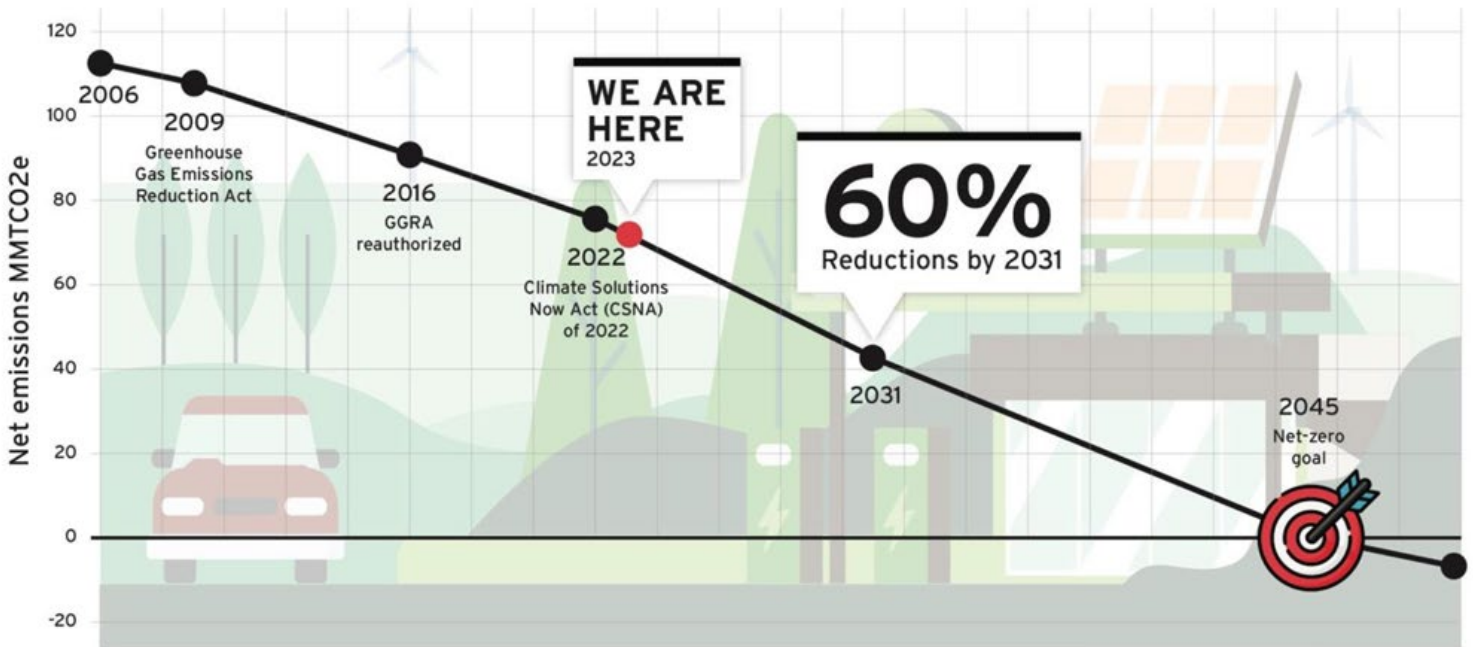 Net emissions MMTCO2e
120
100
80
60
40
20
0
-20
2006
2009
Greenhouse
Gas Emissions
Reduction Act
2016
GGRA
reauthorized
WE ARE
HERE
2023
2022
Climate Solutions
Now Act (CSNA)
of 2022
60%
Reductions by 2031
2031
2045
Net-zero
goal